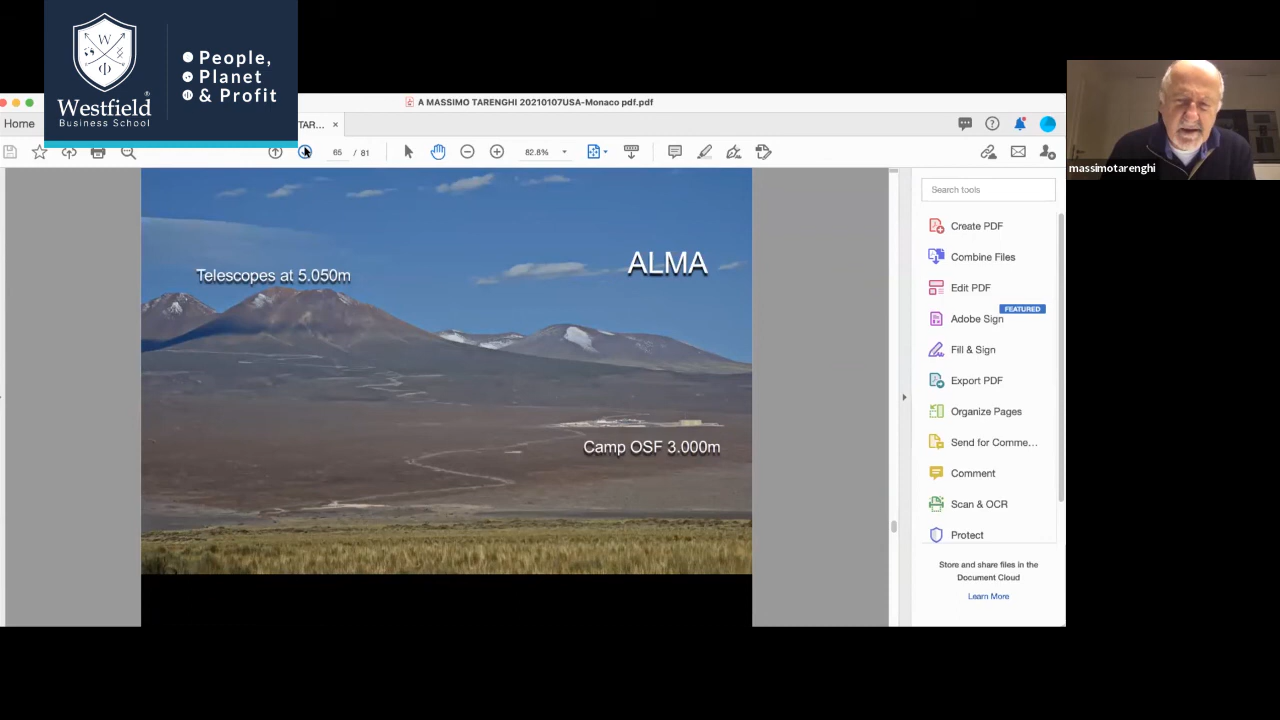 W
Westfield
®
Business School
People,
Planet
& Profit
A MASSIMO TARENGHI 20210107USA-Monaco pdf.pdf
Home
TAR...
×
65 / 81
82.8%
Telescopes at 5.050m
ALMA
Camp OSF 3.000m
Search tools
Create PDF
Combine Files
Edit PDF
FEATURED
Adobe Sign
Fill & Sign
Export PDF
Organize Pages
Send for Comme...
Comment
Scan & OCR
Protect
Store and share files in the
Document Cloud
Learn More
massimotarenghi